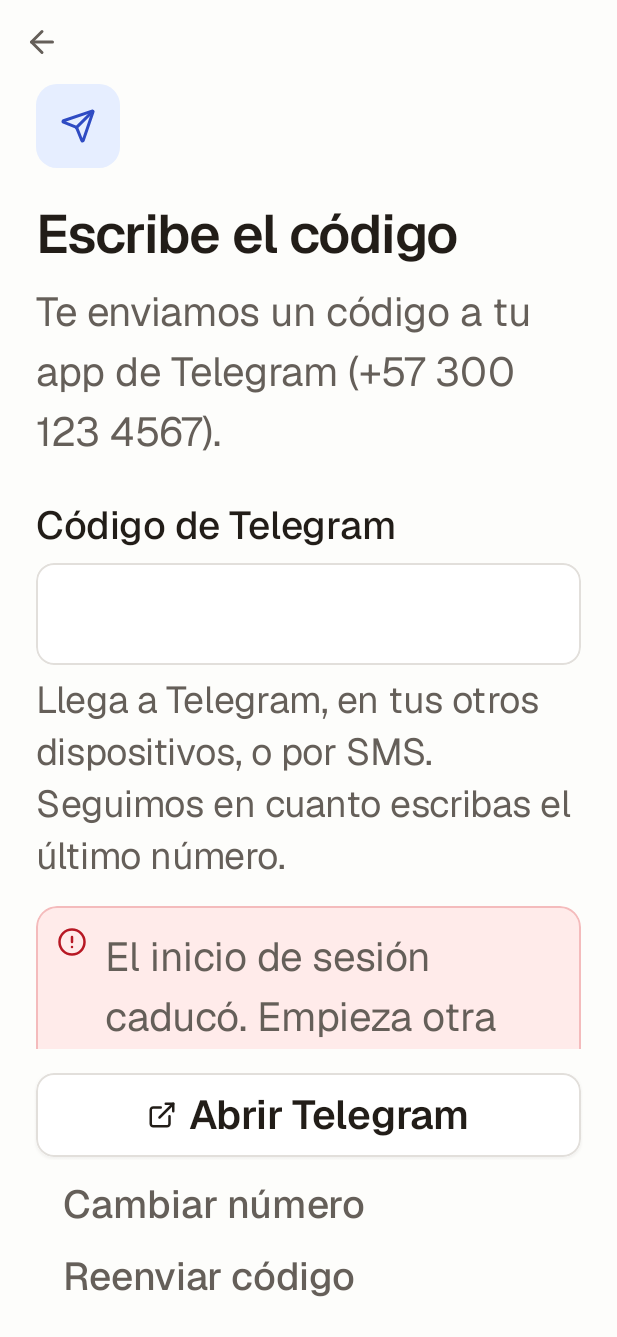 Escribe el código
Te enviamos un código a tu
app de Telegram (+57 300
123 4567).
Código de Telegram
Llega a Telegram, en tus otros
dispositivos, o por SMS.
Seguimos en cuanto escribas el
último número.
El inicio de sesión
caducó. Empieza otra
Abrir Telegram
Cambiar número
Reenviar código